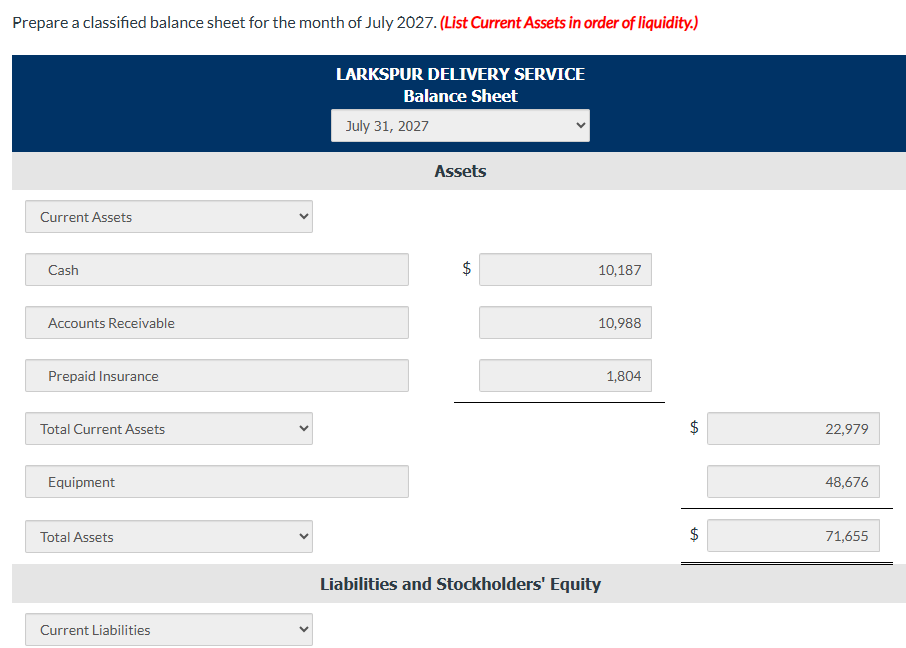 Prepare a classified balance sheet for the month of July 2027. (List Current Assets in order of liquidity.)
LARKSPUR DELIVERY SERVICE
Balance Sheet
July 31, 2027
Assets
Current Assets
Cash $ 10,187
Accounts Receivable 10,988
Prepaid Insurance 1,804
Total Current Assets $ 22,979
Equipment 48,676
Total Assets $ 71,655
Liabilities and Stockholders' Equity
Current Liabilities